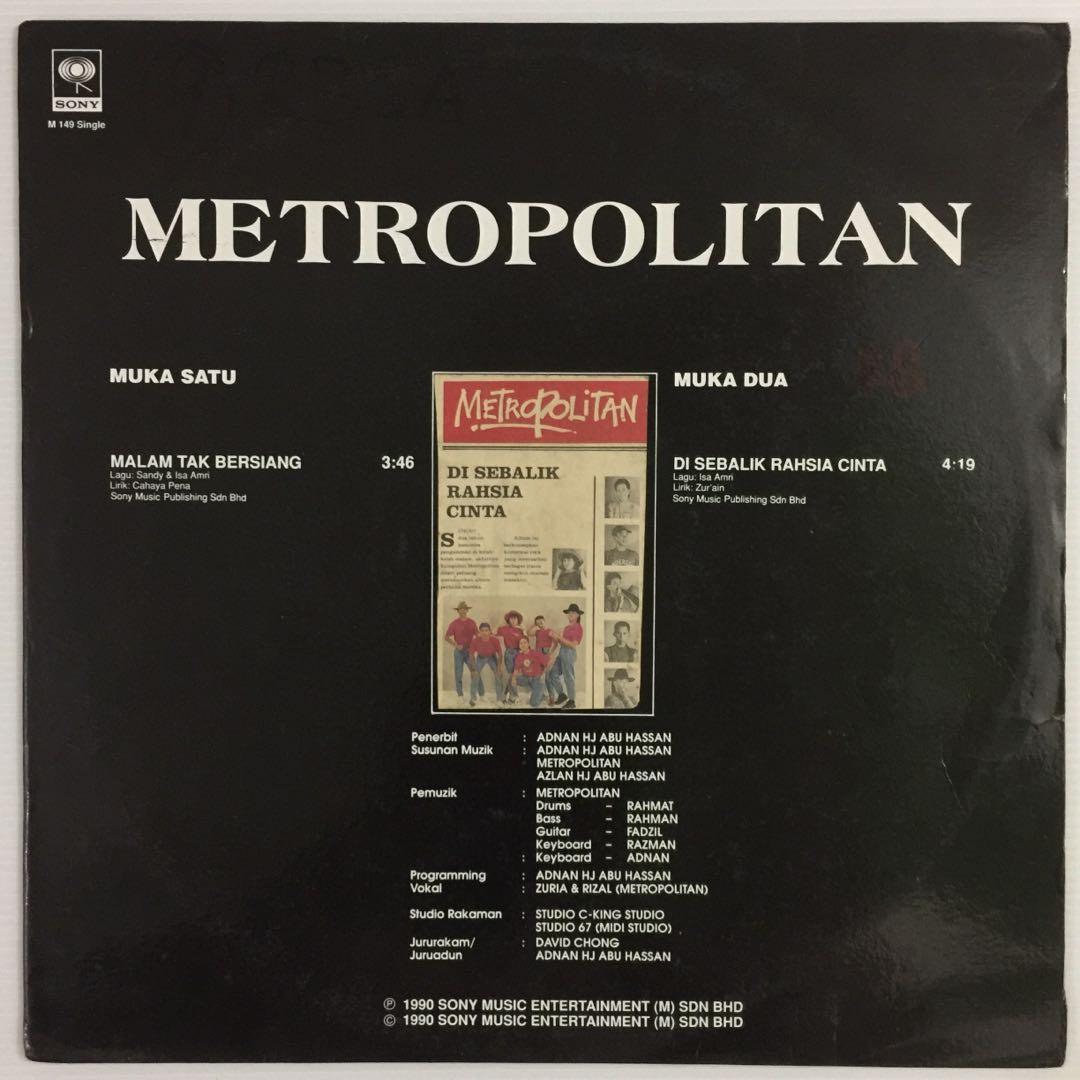 SONY
M 149 Single
METROPOLITAN
MUKA SATU
MALAM TAK BERSIANG 3:46
Lagu: Sandy & Isa Amri
Lirik: Cahaya Pena
Sony Music Publishing Sdn Bhd
METROPOLITAN
DI SEBALIK
RAHSIA
CINTA
MUKA DUA
DI SEBALIK RAHSIA CINTA 4:19
Lagu: Isa Amri
Lirik: Zur'ain
Sony Music Publishing Sdn Bhd
Penerbit : ADNAN HJ ABU HASSAN
Susunan Muzik : ADNAN HJ ABU HASSAN
METROPOLITAN
AZLAN HJ ABU HASSAN
Pemuzik : METROPOLITAN
Drums – RAHMAT
Bass – RAHMAN
Guitar – FADZIL
Keyboard – RAZMAN
: Keyboard – ADNAN
Programming : ADNAN HJ ABU HASSAN
Vokal : ZURIA & RIZAL (METROPOLITAN)
Studio Rakaman : STUDIO C-KING STUDIO
STUDIO 67 (MIDI STUDIO)
Jururakam/ : DAVID CHONG
Juruadun ADNAN HJ ABU HASSAN
℗ 1990 SONY MUSIC ENTERTAINMENT (M) SDN BHD
© 1990 SONY MUSIC ENTERTAINMENT (M) SDN BHD